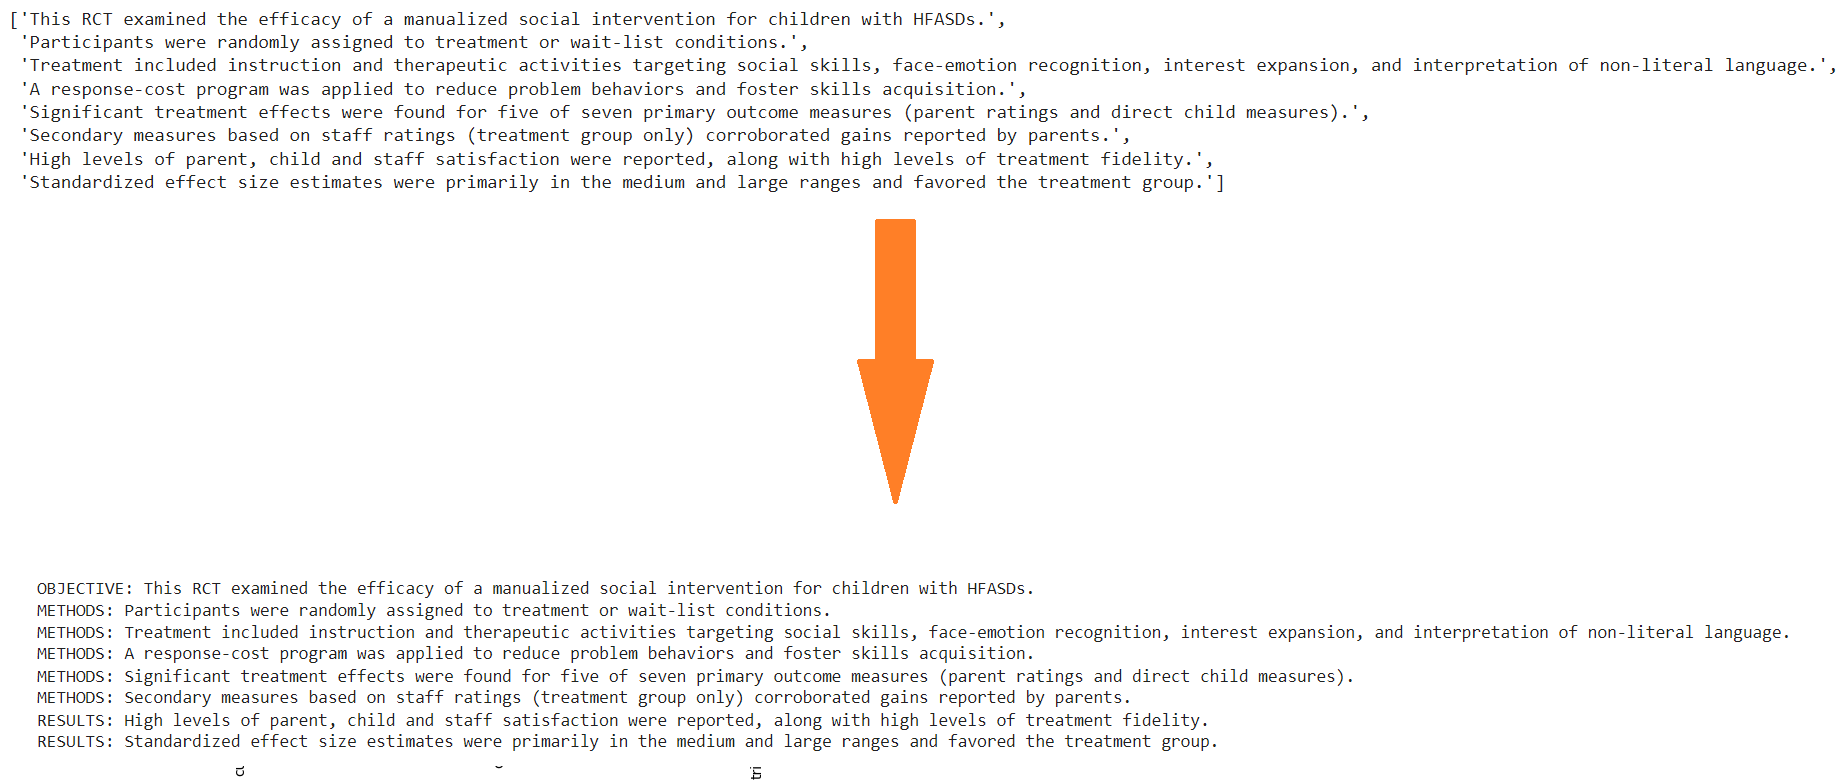 ['This RCT examined the efficacy of a manualized social intervention for children with HFASDs.',
'Participants were randomly assigned to treatment or wait-list conditions.',
'Treatment included instruction and therapeutic activities targeting social skills, face-emotion recognition, interest expansion, and interpretation of non-literal language.',
'A response-cost program was applied to reduce problem behaviors and foster skills acquisition.',
'Significant treatment effects were found for five of seven primary outcome measures (parent ratings and direct child measures).',
'Secondary measures based on staff ratings (treatment group only) corroborated gains reported by parents.',
'High levels of parent, child and staff satisfaction were reported, along with high levels of treatment fidelity.',
'Standardized effect size estimates were primarily in the medium and large ranges and favored the treatment group.']
OBJECTIVE: This RCT examined the efficacy of a manualized social intervention for children with HFASDs.
METHODS: Participants were randomly assigned to treatment or wait-list conditions.
METHODS: Treatment included instruction and therapeutic activities targeting social skills, face-emotion recognition, interest expansion, and interpretation of non-literal language.
METHODS: A response-cost program was applied to reduce problem behaviors and foster skills acquisition.
METHODS: Significant treatment effects were found for five of seven primary outcome measures (parent ratings and direct child measures).
METHODS: Secondary measures based on staff ratings (treatment group only) corroborated gains reported by parents.
RESULTS: High levels of parent, child and staff satisfaction were reported, along with high levels of treatment fidelity.
RESULTS: Standardized effect size estimates were primarily in the medium and large ranges and favored the treatment group.